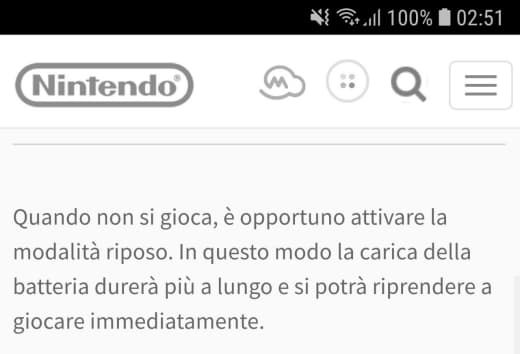 100% 02:51
Nintendo®
Quando non si gioca, è opportuno attivare la
modalità riposo. In questo modo la carica della
batteria durerà più a lungo e si potrà riprendere a
giocare immediatamente.